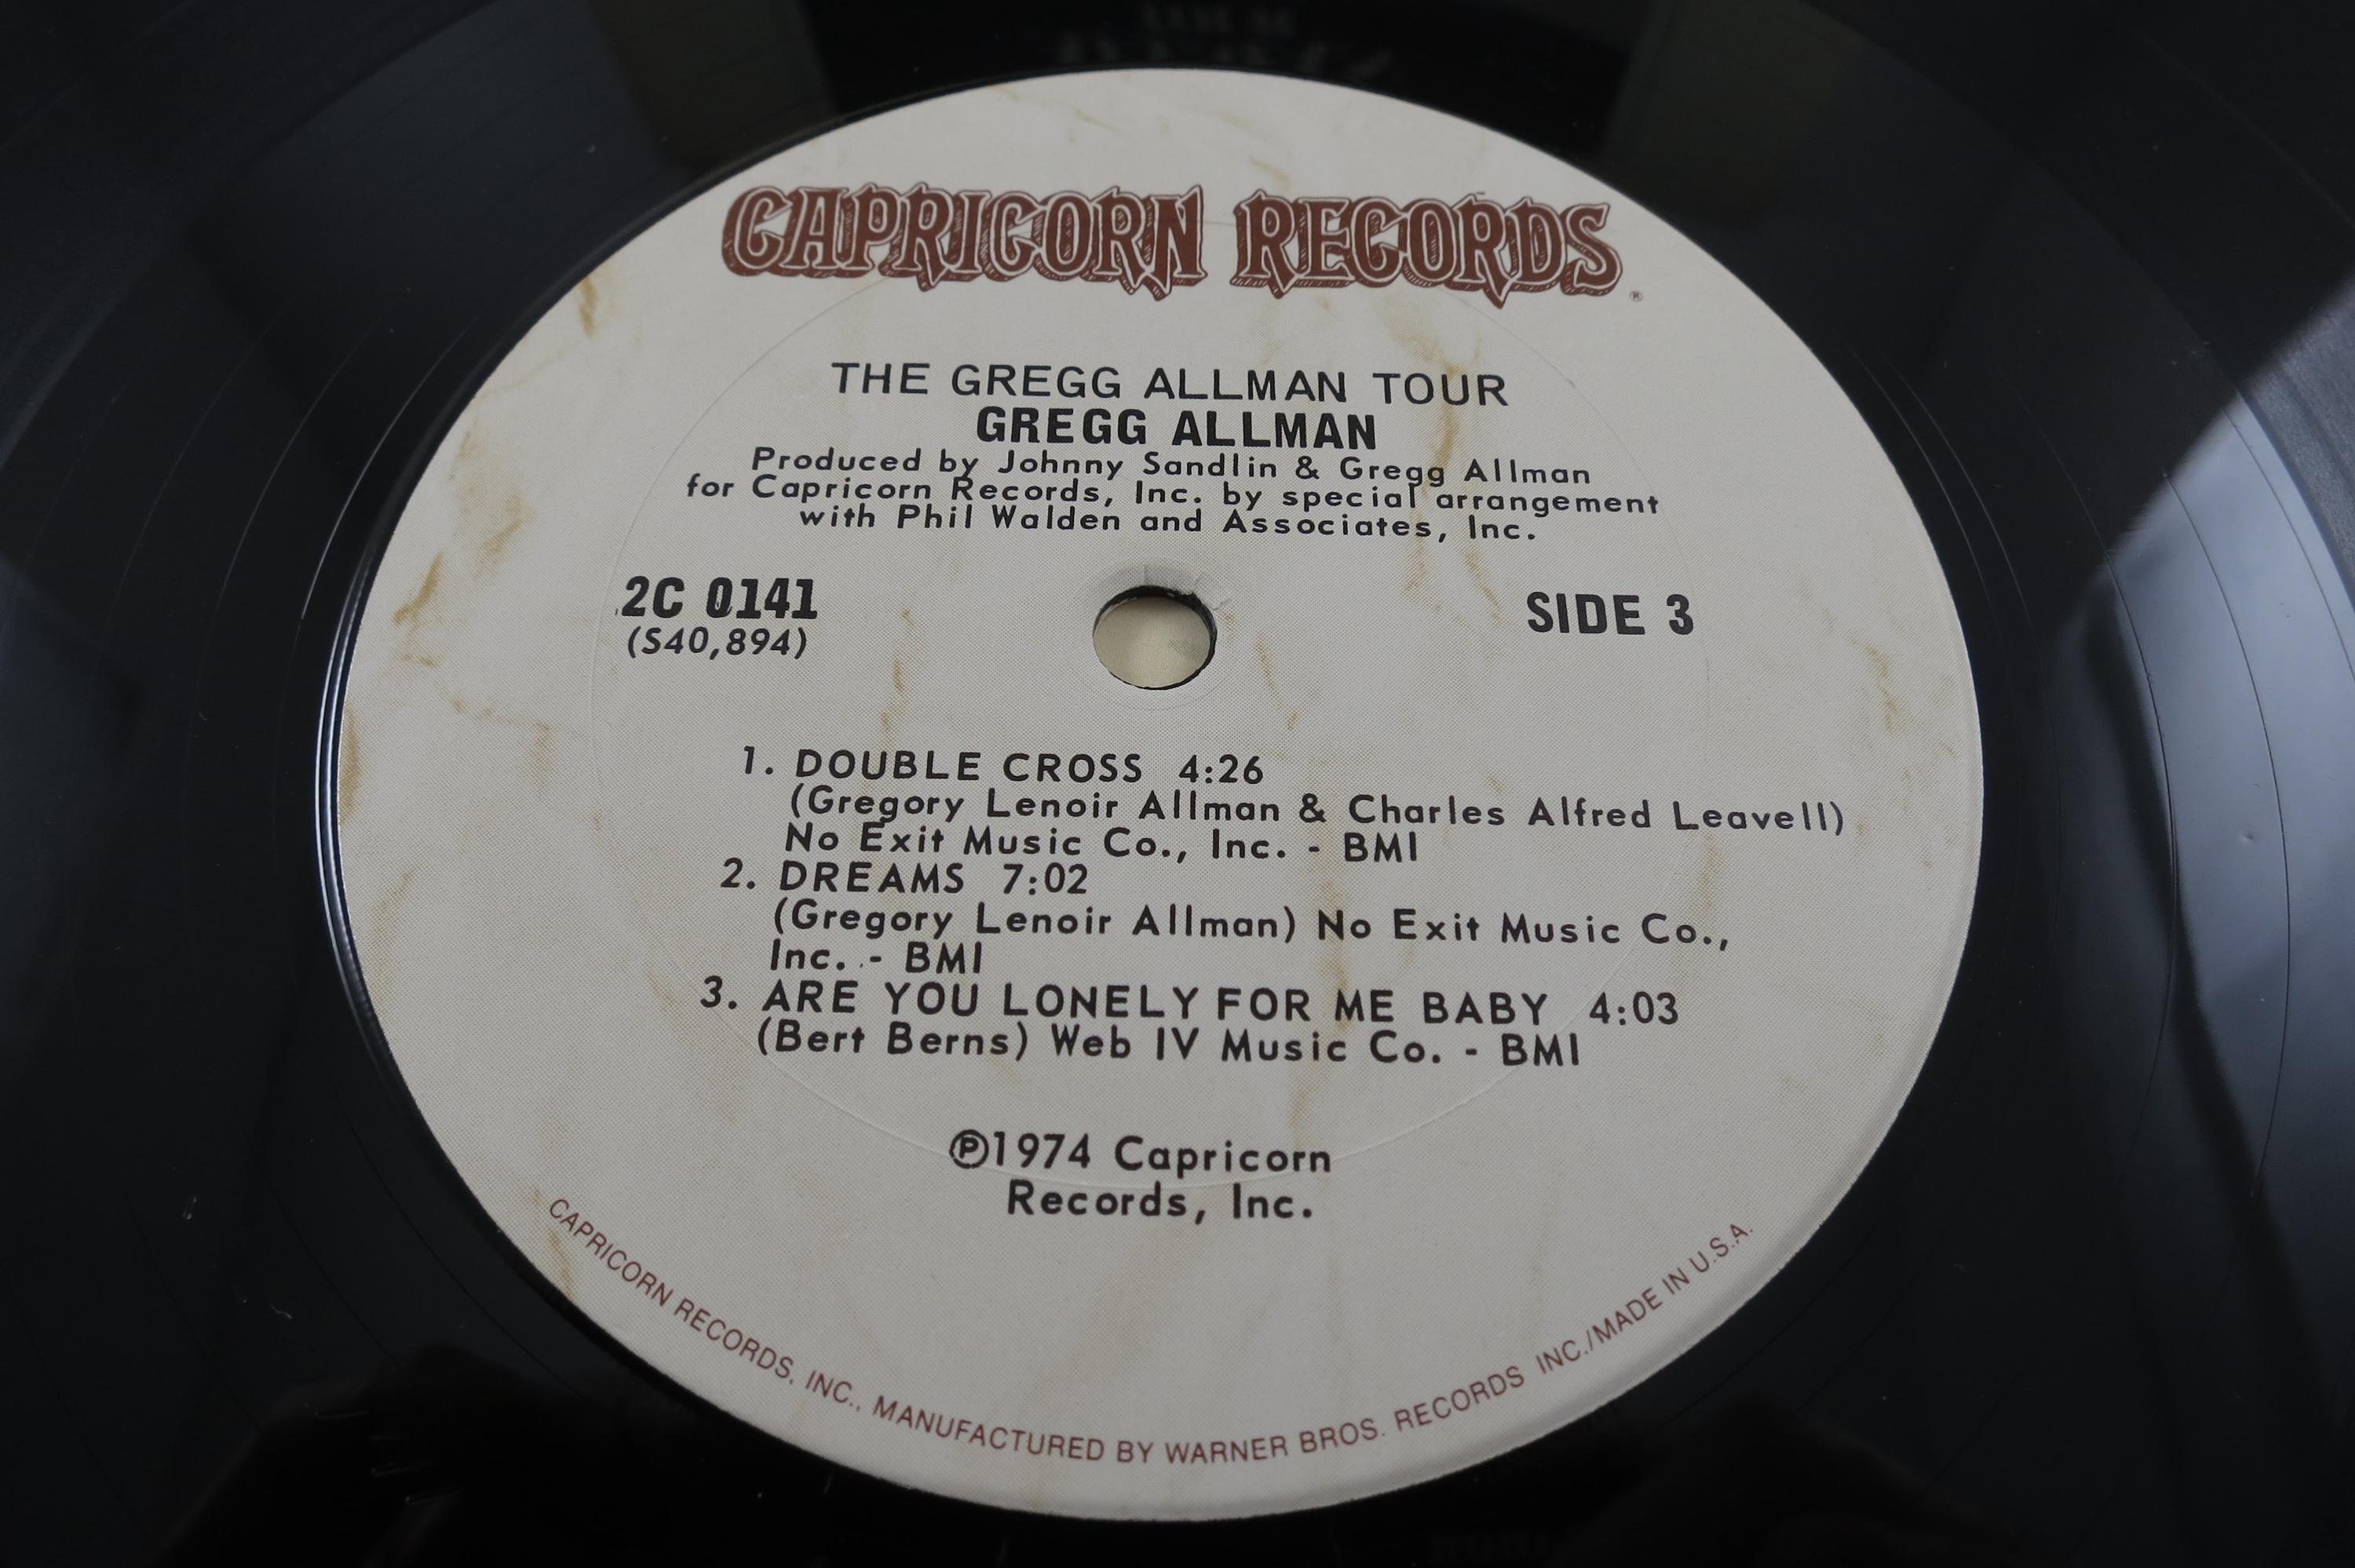 CAPRICORN RECORDS®
THE GREGG ALLMAN TOUR
GREGG ALLMAN
Produced by Johnny Sandlin & Gregg Allman
for Capricorn Records, Inc. by special arrangement
with Phil Walden and Associates, Inc.
2C 0141
(S40,894)
SIDE 3
1. DOUBLE CROSS 4:26
(Gregory Lenoir Allman & Charles Alfred Leavell)
No Exit Music Co., Inc. - BMI
2. DREAMS 7:02
(Gregory Lenoir Allman) No Exit Music Co.,
Inc. - BMI
3. ARE YOU LONELY FOR ME BABY 4:03
(Bert Berns) Web IV Music Co. - BMI
℗1974 Capricorn
Records, Inc.
CAPRICORN RECORDS, INC., MANUFACTURED BY WARNER BROS. RECORDS INC./MADE IN U.S.A.